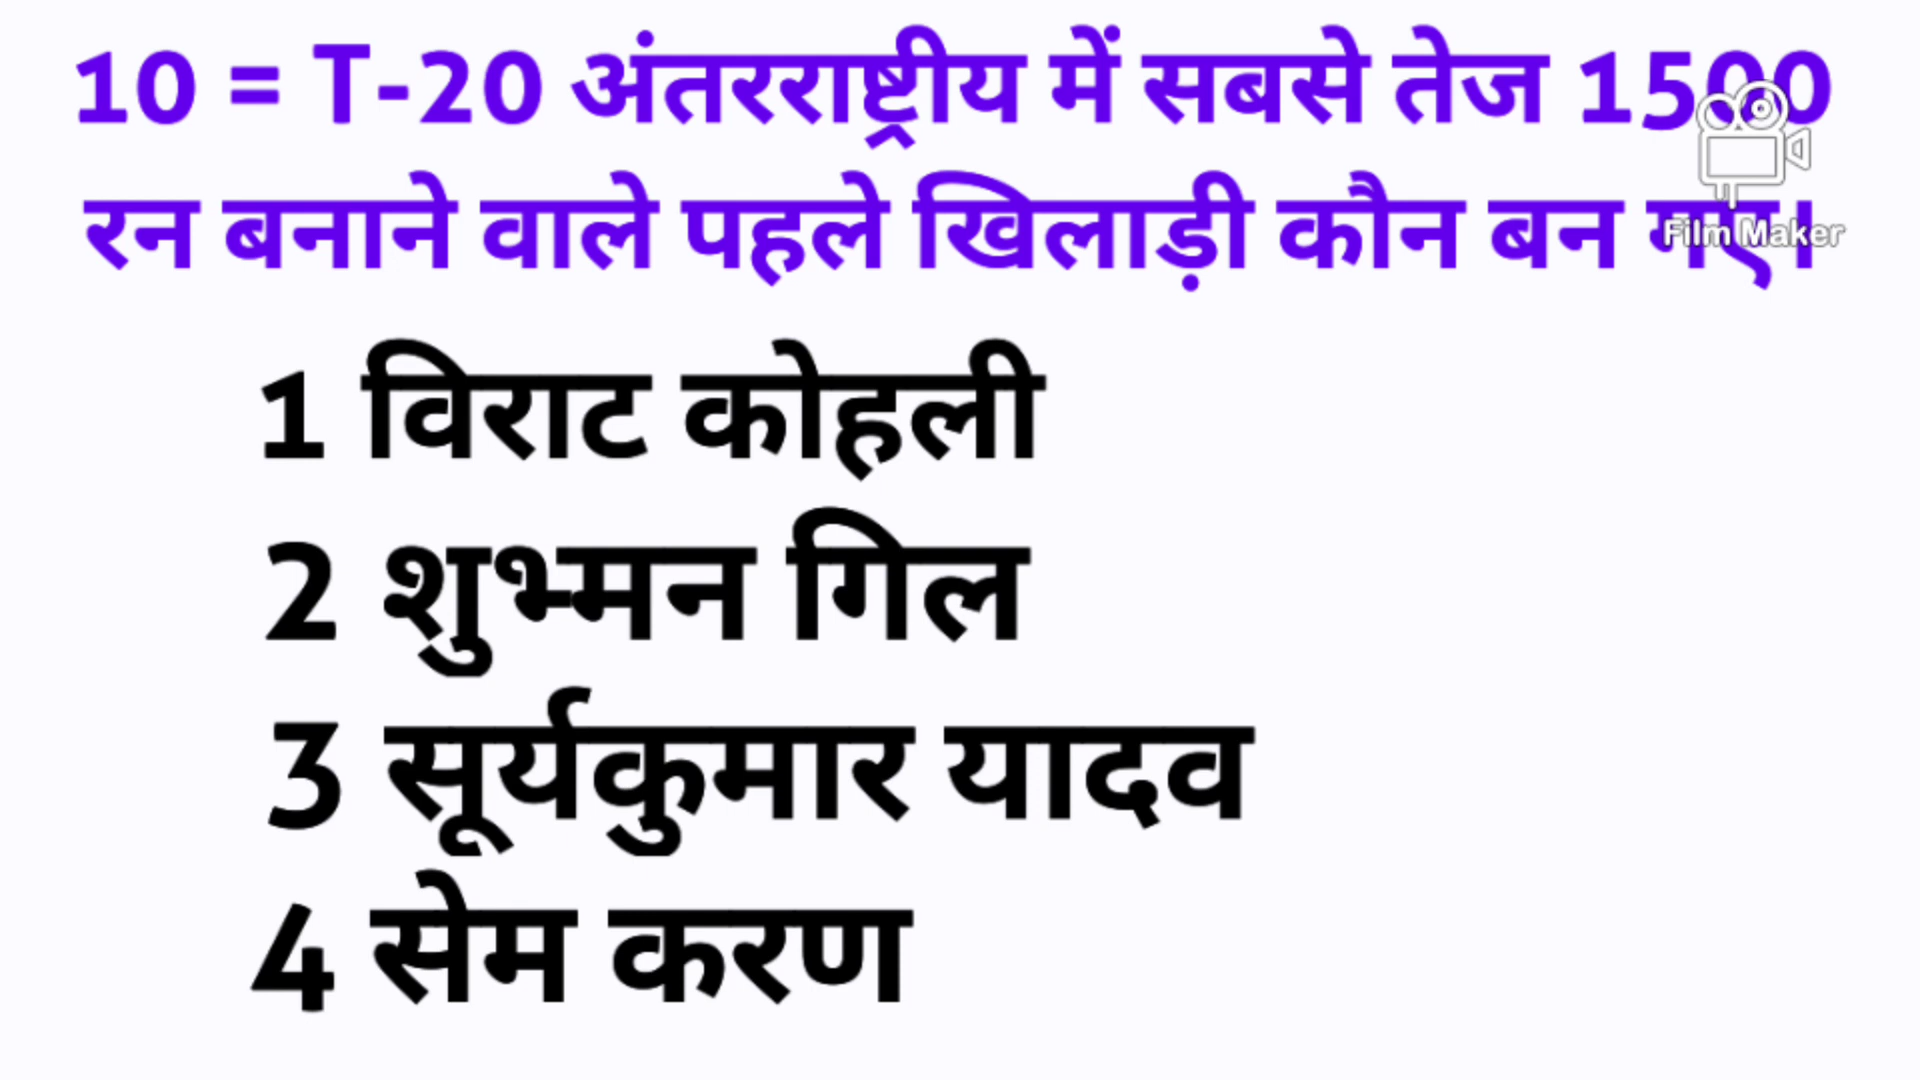 10 = T-20 अंतरराष्ट्रीय में सबसे तेज 1500
रन बनाने वाले पहले खिलाड़ी कौन बन गए।
Film Maker
1 विराट कोहली
2 शुभ्मन गिल
3 सूर्यकुमार यादव
4 सेम करण